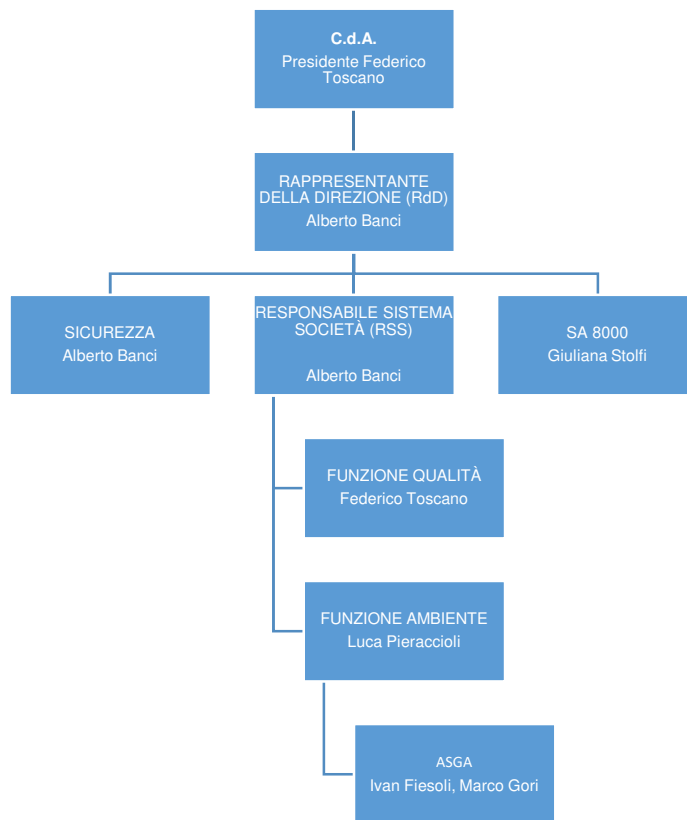 C.d.A.
Presidente Federico
Toscano
RAPPRESENTANTE
DELLA DIREZIONE (RdD)
Alberto Banci
SICUREZZA
Alberto Banci
RESPONSABILE SISTEMA
SOCIETÀ (RSS)
Alberto Banci
SA 8000
Giuliana Stolfi
FUNZIONE QUALITÀ
Federico Toscano
FUNZIONE AMBIENTE
Luca Pieraccioli
ASGA
Ivan Fiesoli, Marco Gori